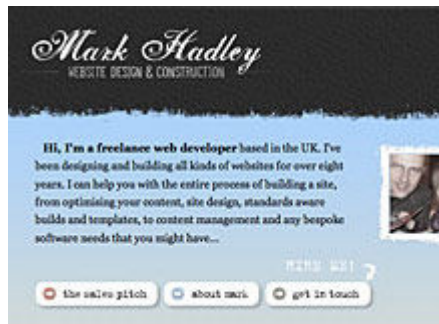 Mark Hadley
WEBSITE DESIGN & CONSTRUCTION
Hi, I'm a freelance web developer based in the UK. I've
been designing and building all kinds of websites for over eight
years. I can help you with the entire process of building a site,
from optimising your content, site design, standards aware
builds and templates, to content management and any bespoke
software needs that you might have...
HIRE ME!
the sales pitch about mark get in touch